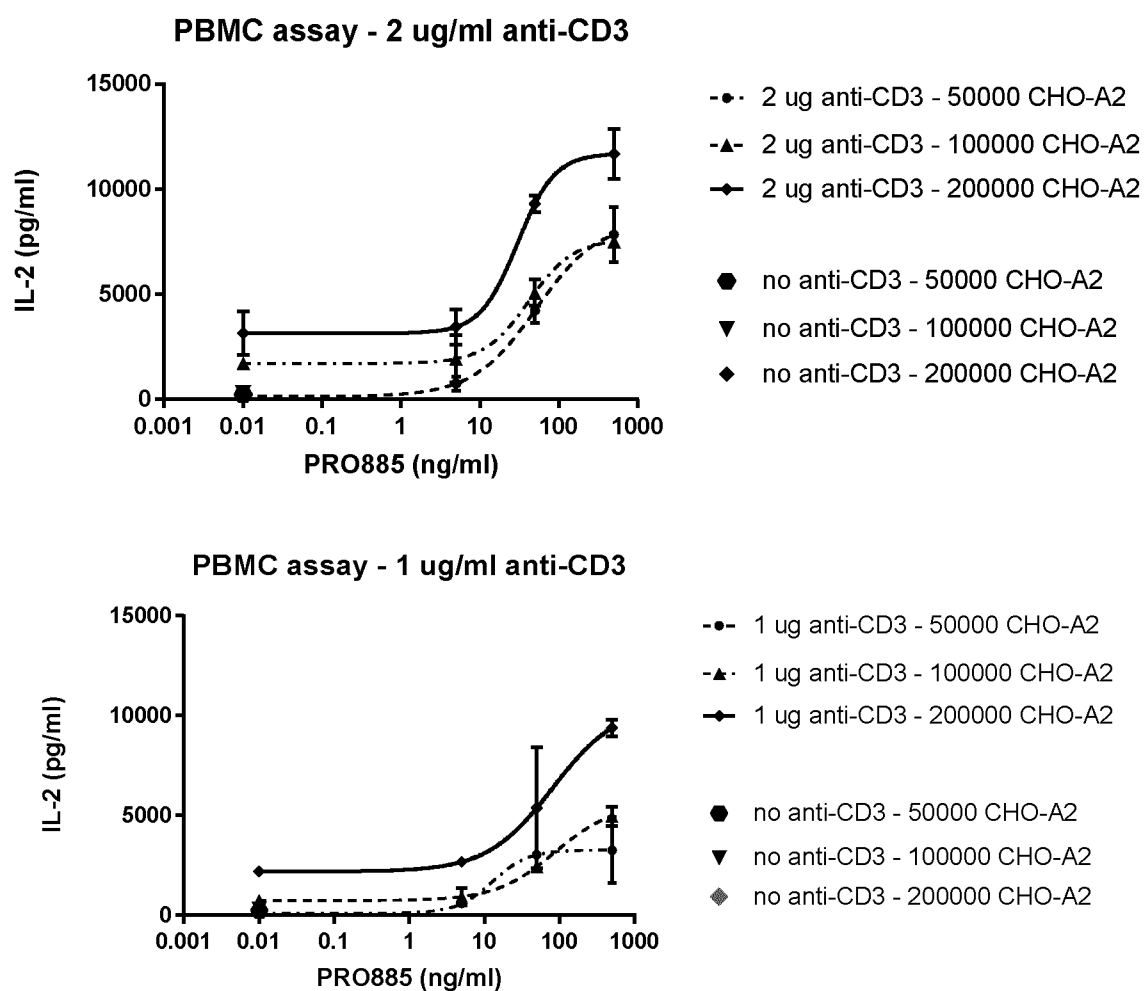 PBMC assay - 2 ug/ml anti-CD3
15000
10000
5000
0
IL-2 (pg/ml)
0.001 0.01 0.1 1 10 100 1000
PRO885 (ng/ml)
2 ug anti-CD3 - 50000 CHO-A2
2 ug anti-CD3 - 100000 CHO-A2
2 ug anti-CD3 - 200000 CHO-A2
no anti-CD3 - 50000 CHO-A2
no anti-CD3 - 100000 CHO-A2
no anti-CD3 - 200000 CHO-A2
PBMC assay - 1 ug/ml anti-CD3
15000
10000
5000
0
IL-2 (pg/ml)
0.001 0.01 0.1 1 10 100 1000
PRO885 (ng/ml)
1 ug anti-CD3 - 50000 CHO-A2
1 ug anti-CD3 - 100000 CHO-A2
1 ug anti-CD3 - 200000 CHO-A2
no anti-CD3 - 50000 CHO-A2
no anti-CD3 - 100000 CHO-A2
no anti-CD3 - 200000 CHO-A2